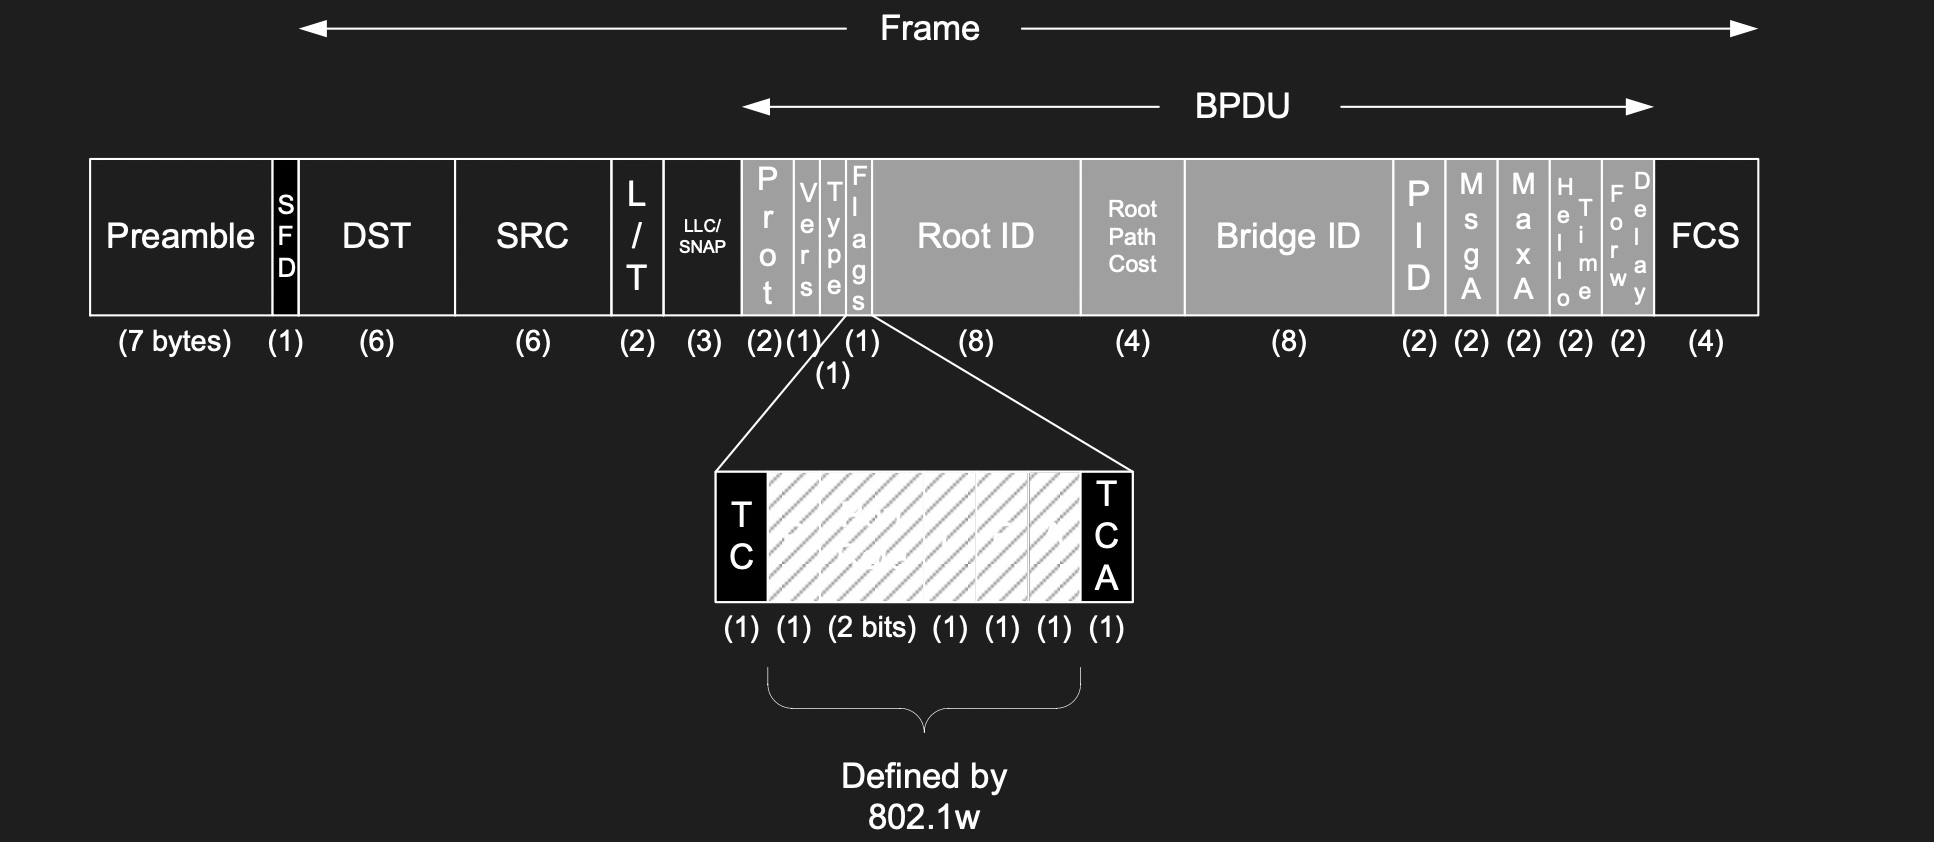 Frame
BPDU
Preamble
SFD
DST
SRC
L/T
LLC/
SNAP
Prot
Vers
Type
Flags
Root ID
Root
Path
Cost
Bridge ID
PID
MsgA
MaxA
Hello
Time
Forw
Delay
FCS
(7 bytes)
(1)
(6)
(6)
(2)
(3)
(2)
(1)
(1)
(1)
(8)
(4)
(8)
(2)
(2)
(2)
(2)
(2)
(4)
TC
TCA
(1)
(1)
(2 bits)
(1)
(1)
(1)
(1)
Defined by
802.1w